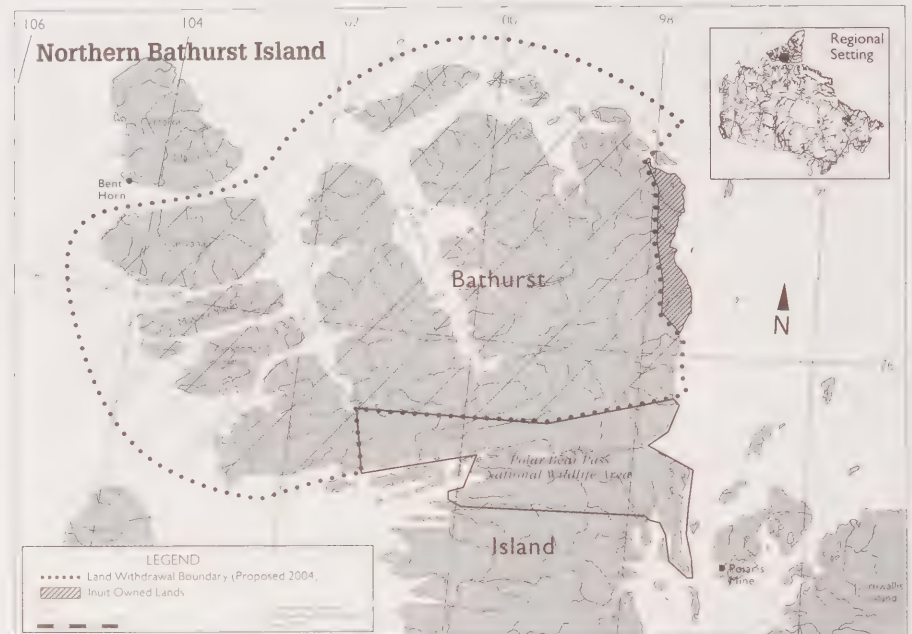 106
104
98
Northern Bathurst Island
Regional
Setting
Bent
Horn
Bathurst
N
Polar Bear Pass
National Wildlife Area
Island
Polaris
Mine
LEGEND
Land Withdrawal Boundary (Proposed 2004)
Inuit Owned Lands